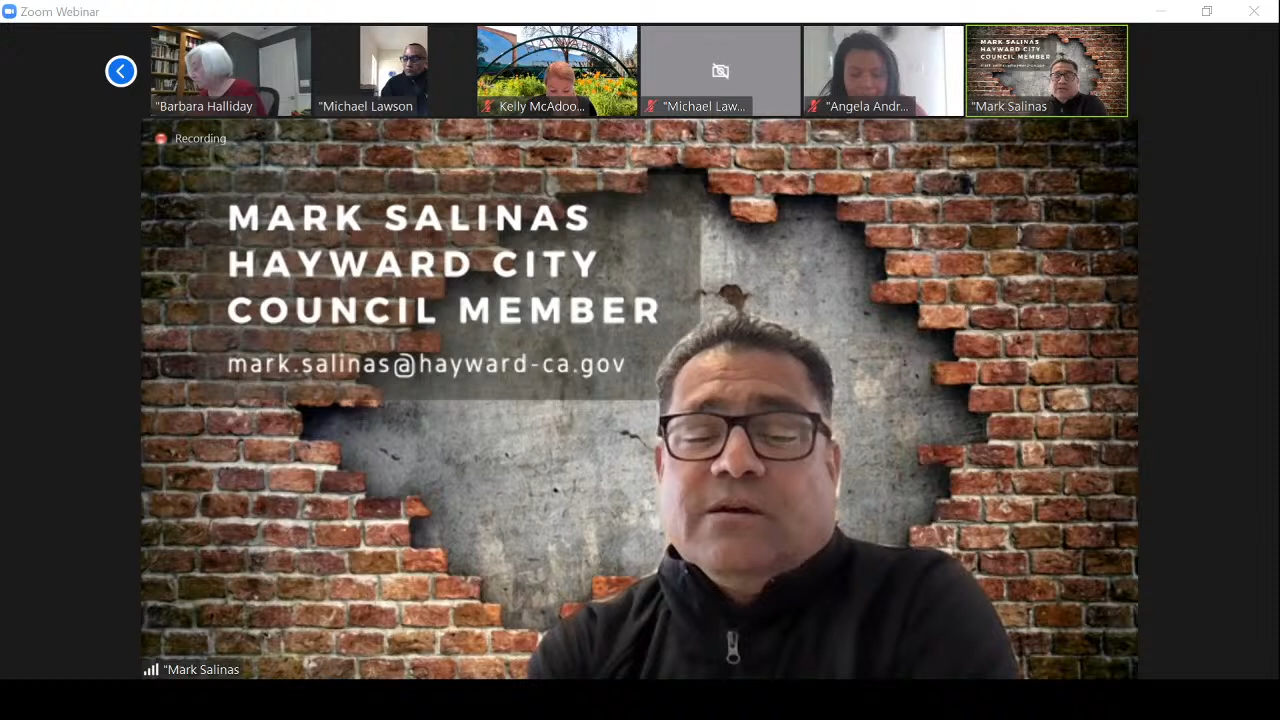 Zoom Webinar
"Barbara Halliday
"Michael Lawson
Kelly McAdoo...
"Michael Law...
"Angela Andr...
MARK SALINAS
HAYWARD CITY
COUNCIL MEMBER
"Mark Salinas
Recording
MARK SALINAS
HAYWARD CITY
COUNCIL MEMBER
mark.salinas@hayward-ca.gov
"Mark Salinas